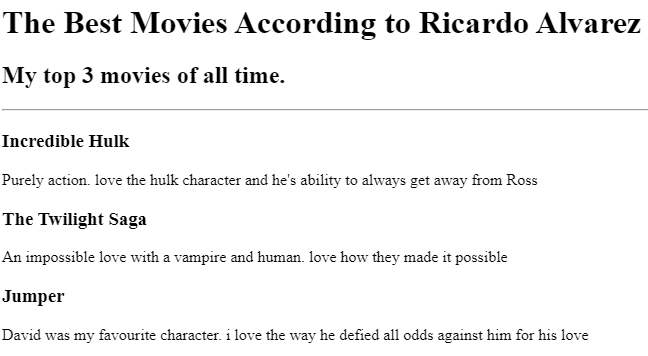 The Best Movies According to Ricardo Alvarez
My top 3 movies of all time.
Incredible Hulk
Purely action. love the hulk character and he's ability to always get away from Ross
The Twilight Saga
An impossible love with a vampire and human. love how they made it possible
Jumper
David was my favourite character. i love the way he defied all odds against him for his love